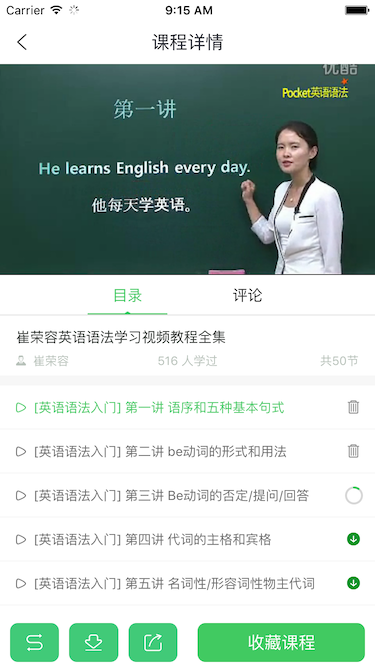 Carrier 9:15 AM
课程详情
优酷
Pocket英语语法
第一讲
He learns English every day.
他每天学英语。
目录 评论
崔荣容英语语法学习视频教程全集
崔荣容 516 人学过 共50节
[英语语法入门] 第一讲 语序和五种基本句式
[英语语法入门] 第二讲 be动词的形式和用法
[英语语法入门] 第三讲 Be动词的否定/提问/回答
[英语语法入门] 第四讲 代词的主格和宾格
[英语语法入门] 第五讲 名词性/形容词性物主代词
收藏课程